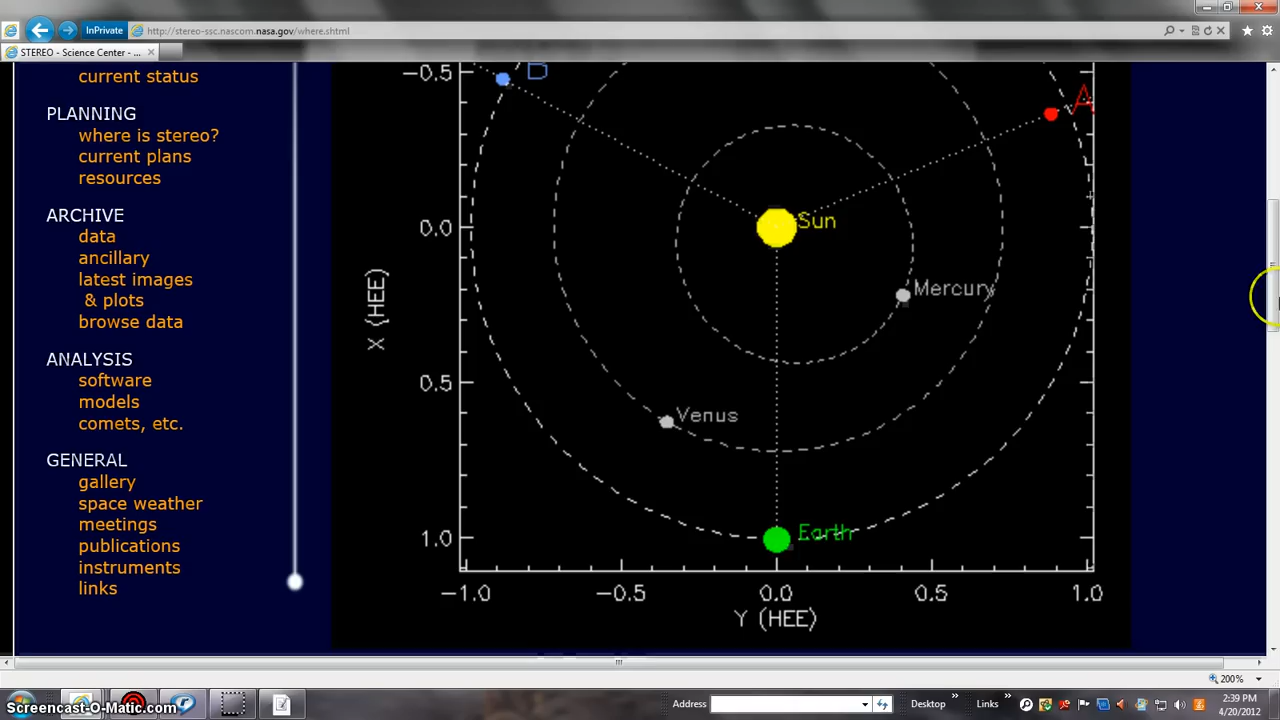 InPrivate
http://stereo-ssc.nascom.nasa.gov/where.shtml
STEREO - Science Center - ...
current status
PLANNING
where is stereo?
current plans
resources
ARCHIVE
data
ancillary
latest images
& plots
browse data
ANALYSIS
software
models
comets, etc.
GENERAL
gallery
space weather
meetings
publications
instruments
links
−0.5
B
A
0.0
Sun
Mercury
X (HEE)
0.5
Venus
1.0
Earth
−1.0 −0.5 0.0 0.5 1.0
Y (HEE)
200%
Screencast-O-Matic.com
Address
Desktop
Links
2:39 PM
4/20/2012